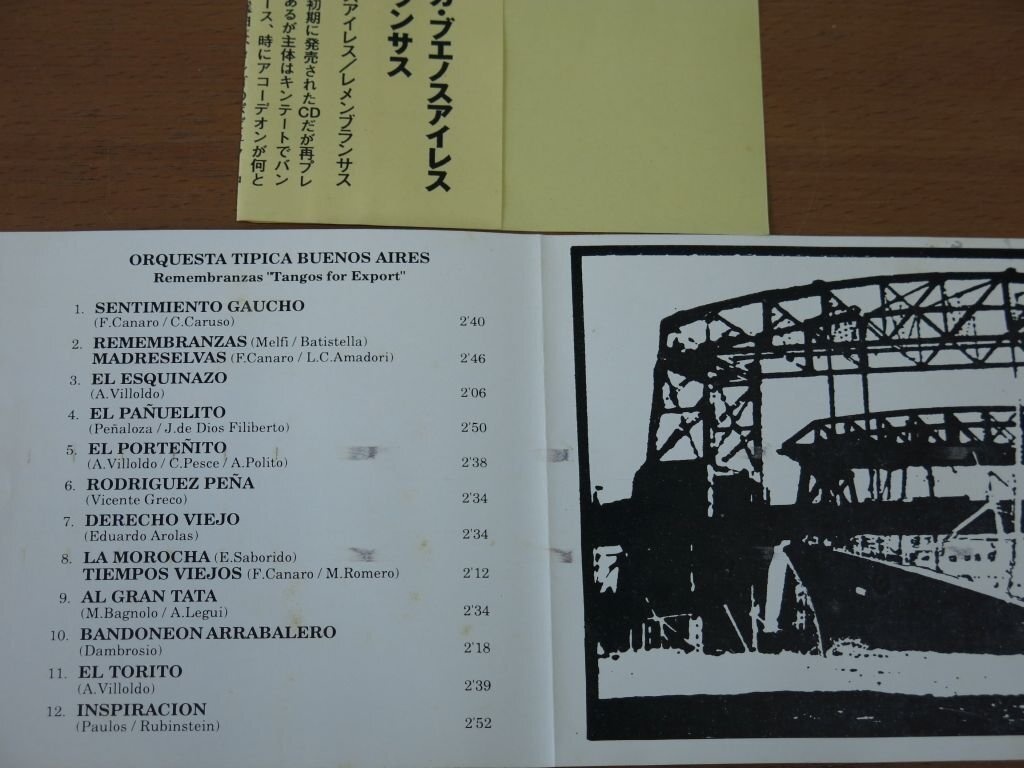 カ・ブエノスアイレス
ランサス
アイレス／レメンブランサス
初期に発売されたCDだが再プレ
あるが主体はキンテートでバン
ース、時にアコーデオンが何と
ORQUESTA TIPICA BUENOS AIRES
Remembranzas "Tangos for Export"
1. SENTIMIENTO GAUCHO
(F.Canaro / C.Caruso) 2'40
2. REMEMBRANZAS (Melfi / Batistella)
MADRESELVAS (F.Canaro / L.C.Amadori) 2'46
3. EL ESQUINAZO
(A.Villoldo) 2'06
4. EL PAÑUELITO
(Peñaloza / J.de Dios Filiberto) 2'50
5. EL PORTEÑITO
(A.Villoldo / C.Pesce / A.Polito) 2'38
6. RODRIGUEZ PEÑA
(Vicente Greco) 2'34
7. DERECHO VIEJO
(Eduardo Arolas) 2'34
8. LA MOROCHA (E.Saborido)
TIEMPOS VIEJOS (F.Canaro / M.Romero) 2'12
9. AL GRAN TATA
(M.Bagnolo / A.Legui) 2'34
10. BANDONEON ARRABALERO
(Dambrosio) 2'18
11. EL TORITO
(A.Villoldo) 2'39
12. INSPIRACION
(Paulos / Rubinstein) 2'52